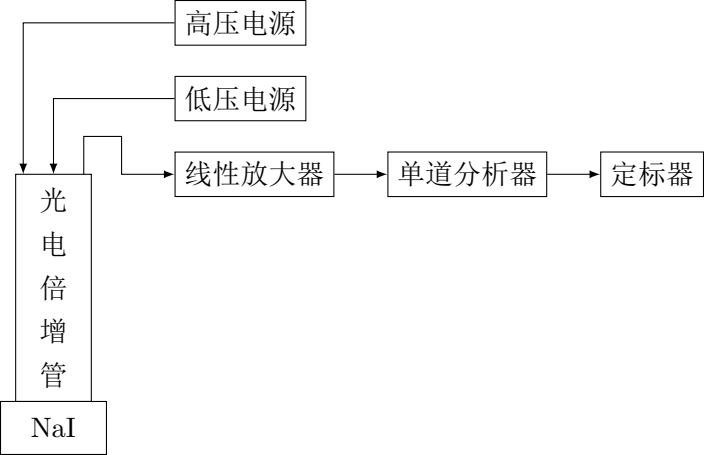 高压电源
低压电源
线性放大器
单道分析器
定标器
光
电
倍
增
管
NaI